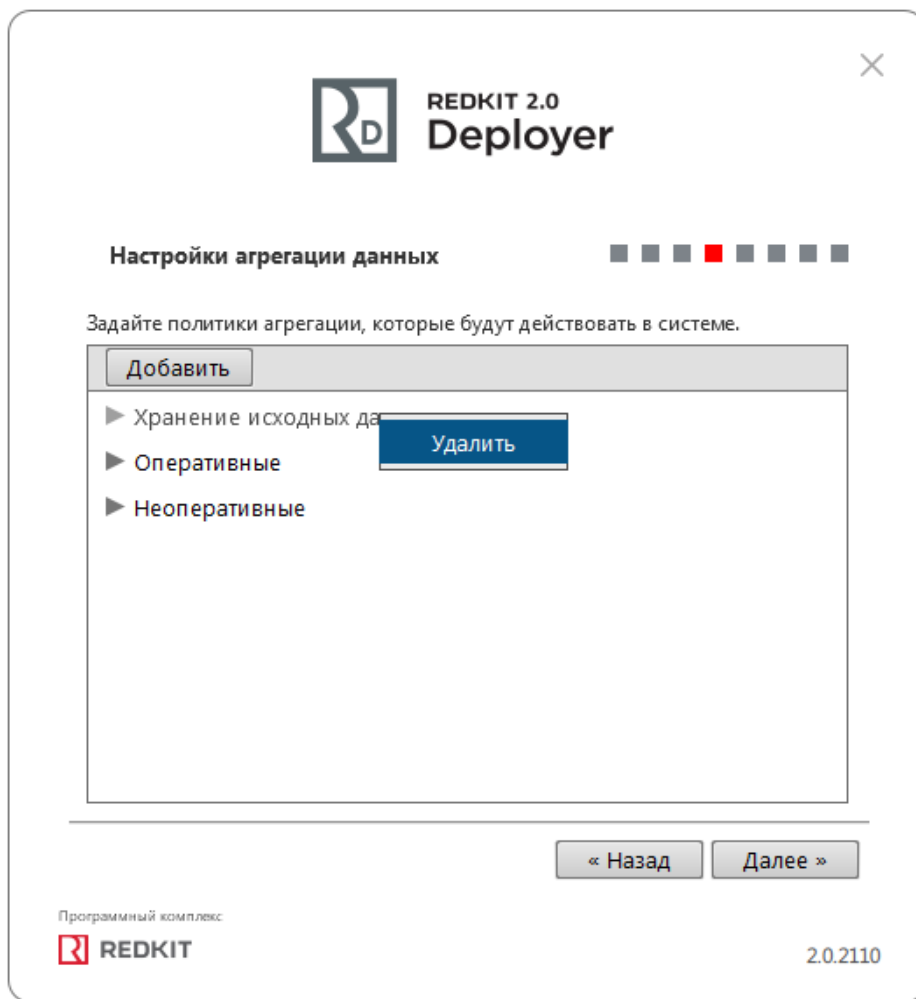 RD
REDKIT 2.0
Deployer
Настройки агрегации данных
Задайте политики агрегации, которые будут действовать в системе.
Добавить
Хранение исходных да
Удалить
Оперативные
Неоперативные
« Назад
Далее »
Программный комплекс
REDKIT
2.0.2110